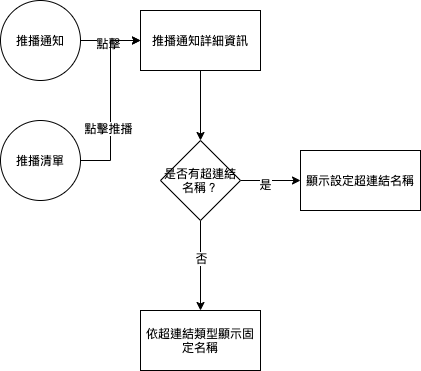 推播通知
點擊
推播通知詳細資訊
點擊推播
推播清單
是否有超連結
名稱？
是
顯示設定超連結名稱
否
依超連結類型顯示固
定名稱